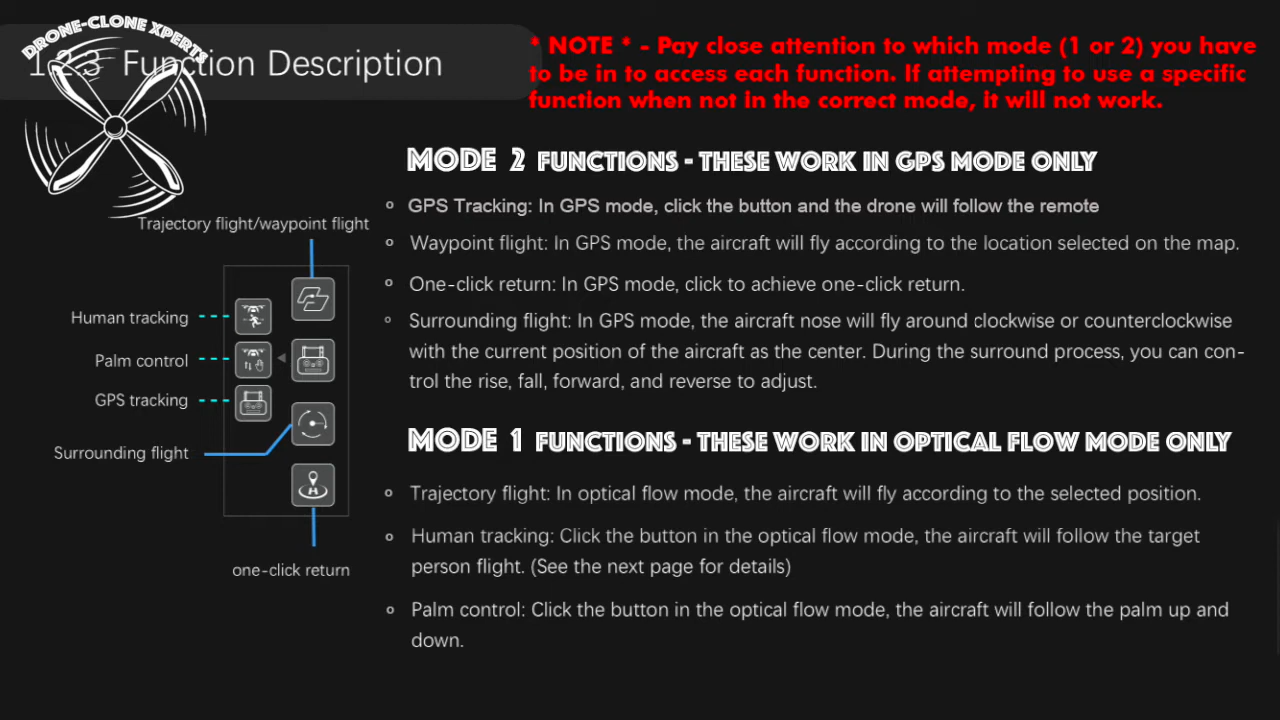 DRONE-CLONE XPERTS
1.2.3 Function Description
* NOTE * - Pay close attention to which mode (1 or 2) you have
to be in to access each function. If attempting to use a specific
function when not in the correct mode, it will not work.
MODE 2 FUNCTIONS - THESE WORK IN GPS MODE ONLY
GPS Tracking: In GPS mode, click the button and the drone will follow the remote
Waypoint flight: In GPS mode, the aircraft will fly according to the location selected on the map.
One-click return: In GPS mode, click to achieve one-click return.
Surrounding flight: In GPS mode, the aircraft nose will fly around clockwise or counterclockwise
with the current position of the aircraft as the center. During the surround process, you can con-
trol the rise, fall, forward, and reverse to adjust.
MODE 1 FUNCTIONS - THESE WORK IN OPTICAL FLOW MODE ONLY
Trajectory flight: In optical flow mode, the aircraft will fly according to the selected position.
Human tracking: Click the button in the optical flow mode, the aircraft will follow the target
person flight. (See the next page for details)
Palm control: Click the button in the optical flow mode, the aircraft will follow the palm up and
down.
Trajectory flight/waypoint flight
Human tracking
Palm control
GPS tracking
Surrounding flight
H
one-click return